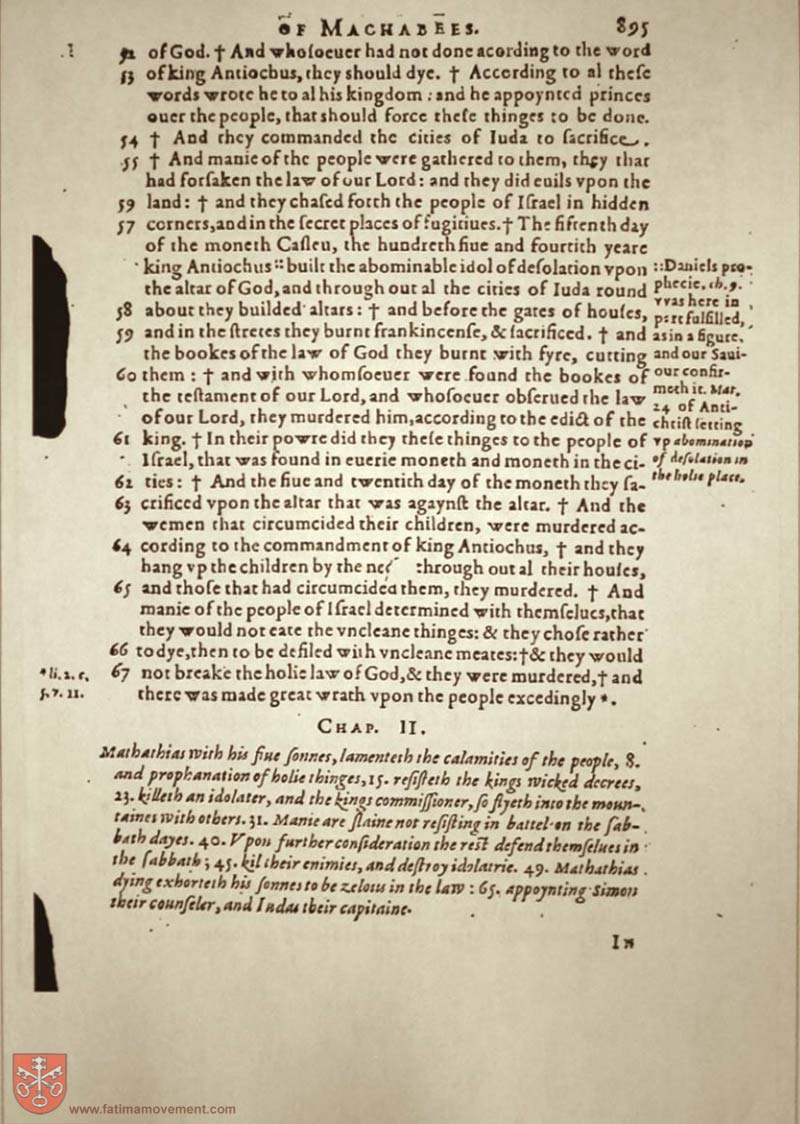 OF MACHABEES. 895
52 of God. † And whosoeuer had not done acording to the word
53 of king Antiochus, they should dye. † According to al these
words wrote he to al his kingdom : and he appoynted princes
ouer the people, that should force these thinges to be done.
54 † And they commanded the cities of Iuda to sacrifice.
55 † And manie of the people were gathered to them, they that
had forsaken the law of our Lord: and they did euils vpon the
59 land: † and they chased forth the people of Israel in hidden
57 corners, and in the secret places of fugitiues. † The fiftenth day
of the moneth Casleu, the hundreth fiue and fourtith yeare
king Antiochus :: built the abominable idol of desolation vpon
the altar of God, and through out al the cities of Iuda round
58 about they builded altars: † and before the gates of houses,
59 and in the stretes they burnt frankincense, & sacrificed. † and
the bookes of the law of God they burnt with fyre, cutting
60 them : † and with whomsoeuer were found the bookes of
the testament of our Lord, and whosoeuer obserued the law
of our Lord, they murdered him, according to the edict of the
61 king. † In their powre did they these thinges to the people of
Israel, that was found in euerie moneth and moneth in the ci-
62 ties: † And the fiue and twentith day of the moneth they sa-
63 crificed vpon the altar that was agaynst the altar. † And the
wemen that circumcided their children, were murdered ac-
64 cording to the commandment of king Antiochus, † and they
hang vp the children by the through out al their houses,
65 and those that had circumcided them, they murdered. † And
manie of the people of Israel determined with themselues, that
they would not eate the vncleane thinges: & they chose rather
66 to dye, then to be defiled with vncleane meates: † & they would
67 not breake the holie law of God, & they were murdered, † and
there was made great wrath vpon the people excedingly *.
::Daniels pro-
phecie. ch. 9.
vvas here in
part fulfilled,
as in a figure.
and our Saui-
our confir-
meth it. Mat.
24 of Anti-
christ setting
vp abomination
of desolation in
the holie place.
*li. 2. c.
5. v. 11.
CHAP. II.
Mathathias with his fiue sonnes, lamenteth the calamities of the people, 8.
and prophanation of holie thinges, 15. resisteth the kings wicked decrees,
23. killeth an idolater, and the kings commissioner, so flyeth into the moun-
taines with others. 31. Manie are slaine not resisting in battel on the sab-
bath dayes. 40. Vpon further consideration the rest defend themselues in
the sabbath; 45. kil their enimies, and destroy idolatrie. 49. Mathathias
dying exhorteth his sonnes to be zelous in the law : 65. appoynting Simon
their counseler, and Iudas their capitaine.
In
www.fatimamovement.com